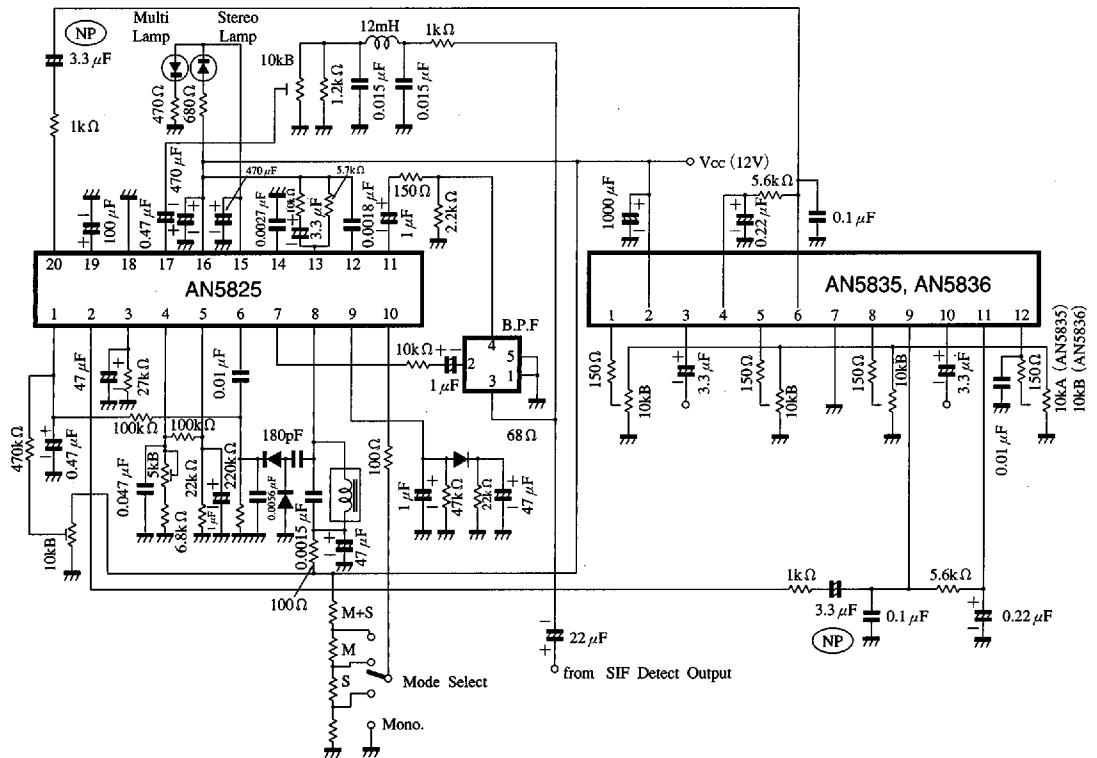 NP
3.3 μF
1kΩ
Multi
Lamp
Stereo
Lamp
470Ω
680Ω
10kB
1.2kΩ
12mH
0.015 μF
0.015 μF
1kΩ
Vcc (12V)
− 100 μF +
0.47 μF
470 μF
− +
+ −
470 μF
+ −
0.0027 μF
10kΩ
+ −
3.3 μF
5.7kΩ
0.0018 μF
1 μF
+ −
150Ω
2.2kΩ
1000 μF
+ −
+ −
0.22 μF
5.6kΩ
0.1 μF
20 19 18 17 16 15 14 13 12 11
AN5825
1 2 3 4 5 6 7 8 9 10
AN5835, AN5836
1 2 3 4 5 6 7 8 9 10 11 12
B.P.F
4
2
5
1
3
10kΩ
+ −
1 μF
68Ω
47 μF
+ −
27kΩ
0.01 μF
100kΩ
100kΩ
470kΩ
+ −
0.47 μF
10kB
0.047 μF
5kB
6.8kΩ
22kΩ
+
1 μF
220kΩ
180pF
0.0056 μF
0.0015 μF
100Ω
+ −
47 μF
100Ω
1 μF
+ −
47kΩ
22kΩ
+ −
47 μF
150Ω
10kB
+ −
3.3 μF
150Ω
10kB
150Ω
10kB
+ −
3.3 μF
0.01 μF
150Ω
10kA (AN5835)
10kB (AN5836)
1kΩ
3.3 μF
NP
0.1 μF
5.6kΩ
+ −
0.22 μF
M+S
M
S
Mode Select
Mono.
− +
22 μF
from SIF Detect Output